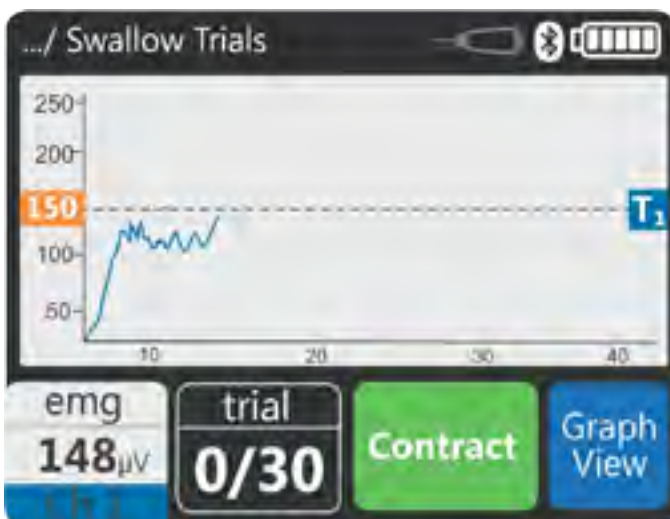 .../ Swallow Trials
250
200
150
T1
100
50
10 20 30 40
emg
148μV
trial
0/30
Contract
Graph
View